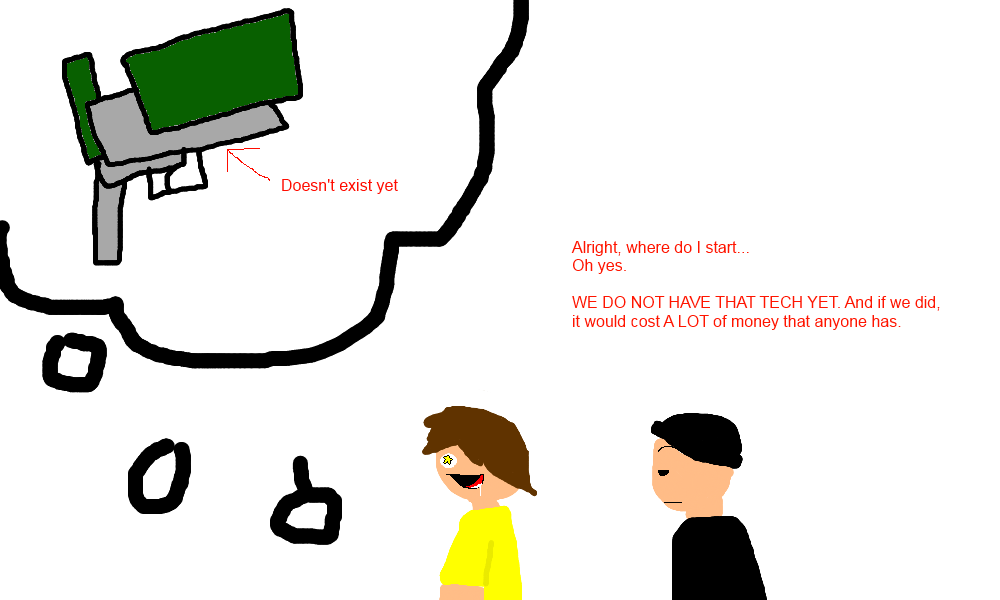 Doesn't exist yet
Alright, where do I start...
Oh yes.
WE DO NOT HAVE THAT TECH YET. And if we did,
it would cost A LOT of money that anyone has.